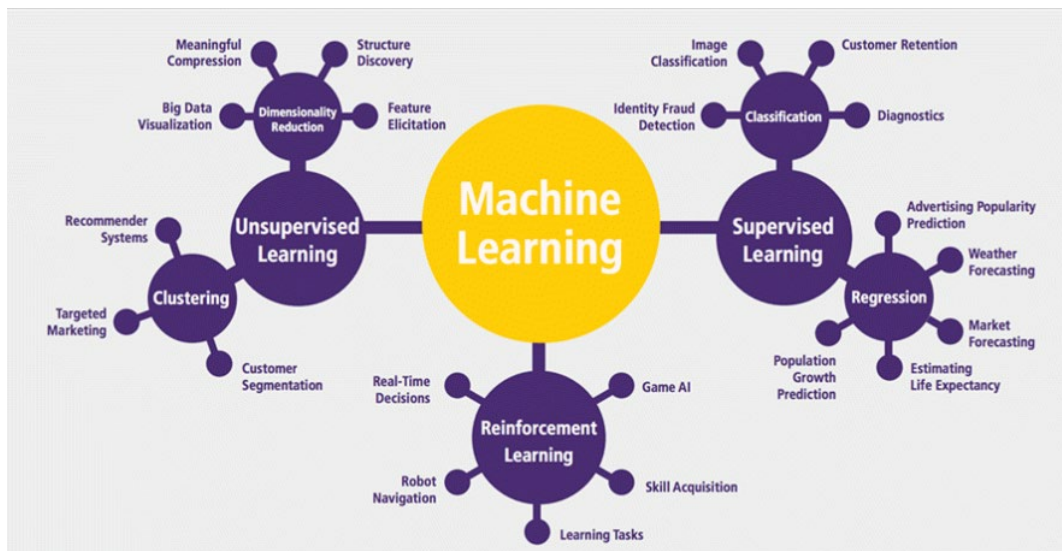 Machine
Learning
Unsupervised
Learning
Dimensionality
Reduction
Meaningful
Compression
Structure
Discovery
Big Data
Visualization
Feature
Elicitation
Clustering
Recommender
Systems
Targeted
Marketing
Customer
Segmentation
Supervised
Learning
Classification
Image
Classification
Customer Retention
Identity Fraud
Detection
Diagnostics
Regression
Advertising Popularity
Prediction
Weather
Forecasting
Market
Forecasting
Population
Growth
Prediction
Estimating
Life Expectancy
Reinforcement
Learning
Real-Time
Decisions
Game AI
Robot
Navigation
Skill Acquisition
Learning Tasks